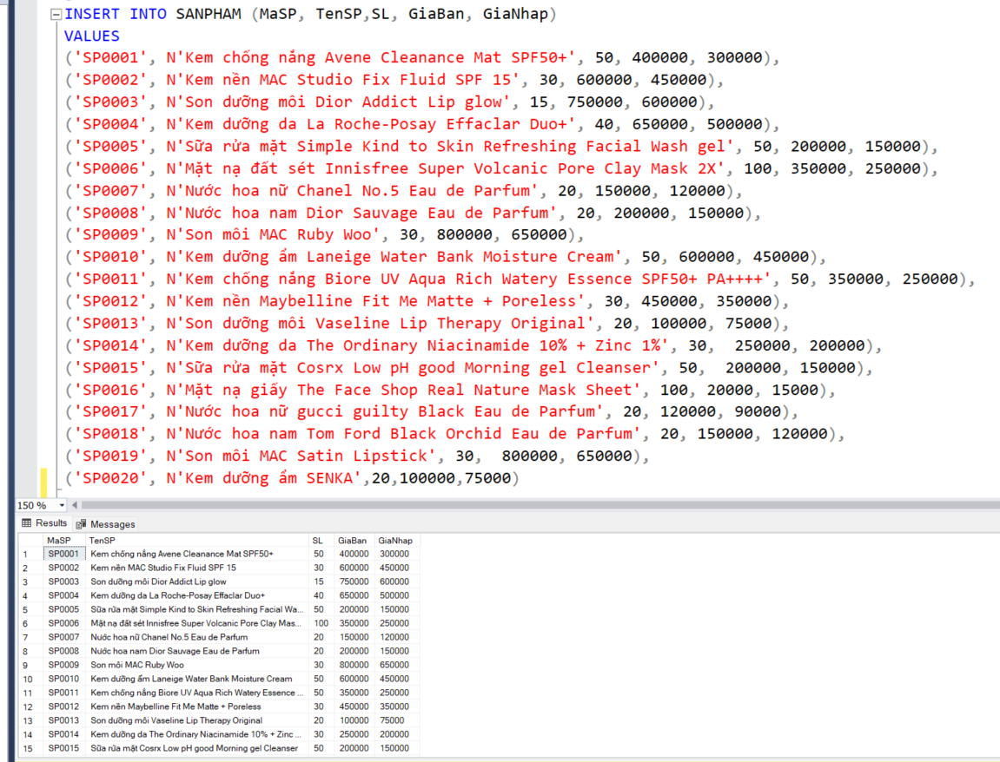 INSERT INTO SANPHAM (MaSP, TenSP,SL, GiaBan, GiaNhap)
VALUES
('SP0001', N'Kem chống nắng Avene Cleanance Mat SPF50+', 50, 400000, 300000),
('SP0002', N'Kem nền MAC Studio Fix Fluid SPF 15', 30, 600000, 450000),
('SP0003', N'Son dưỡng môi Dior Addict Lip glow', 15, 750000, 600000),
('SP0004', N'Kem dưỡng da La Roche-Posay Effaclar Duo+', 40, 650000, 500000),
('SP0005', N'Sữa rửa mặt Simple Kind to Skin Refreshing Facial Wash gel', 50, 200000, 150000),
('SP0006', N'Mặt nạ đất sét Innisfree Super Volcanic Pore Clay Mask 2X', 100, 350000, 250000),
('SP0007', N'Nước hoa nữ Chanel No.5 Eau de Parfum', 20, 150000, 120000),
('SP0008', N'Nước hoa nam Dior Sauvage Eau de Parfum', 20, 200000, 150000),
('SP0009', N'Son môi MAC Ruby Woo', 30, 800000, 650000),
('SP0010', N'Kem dưỡng ẩm Laneige Water Bank Moisture Cream', 50, 600000, 450000),
('SP0011', N'Kem chống nắng Biore UV Aqua Rich Watery Essence SPF50+ PA++++', 50, 350000, 250000),
('SP0012', N'Kem nền Maybelline Fit Me Matte + Poreless', 30, 450000, 350000),
('SP0013', N'Son dưỡng môi Vaseline Lip Therapy Original', 20, 100000, 75000),
('SP0014', N'Kem dưỡng da The Ordinary Niacinamide 10% + Zinc 1%', 30,  250000, 200000),
('SP0015', N'Sữa rửa mặt Cosrx Low pH good Morning gel Cleanser', 50,  200000, 150000),
('SP0016', N'Mặt nạ giấy The Face Shop Real Nature Mask Sheet', 100, 20000, 15000),
('SP0017', N'Nước hoa nữ gucci guilty Black Eau de Parfum', 20, 120000, 90000),
('SP0018', N'Nước hoa nam Tom Ford Black Orchid Eau de Parfum', 20, 150000, 120000),
('SP0019', N'Son môi MAC Satin Lipstick', 30,  800000, 650000),
('SP0020', N'Kem dưỡng ẩm SENKA',20,100000,75000)
150 %
Results Messages
MaSP TenSP SL GiaBan GiaNhap
1 SP0001 Kem chống nắng Avene Cleanance Mat SPF50+ 50 400000 300000
2 SP0002 Kem nền MAC Studio Fix Fluid SPF 15 30 600000 450000
3 SP0003 Son dưỡng môi Dior Addict Lip glow 15 750000 600000
4 SP0004 Kem dưỡng da La Roche-Posay Effaclar Duo+ 40 650000 500000
5 SP0005 Sữa rửa mặt Simple Kind to Skin Refreshing Facial Wa... 50 200000 150000
6 SP0006 Mặt nạ đất sét Innisfree Super Volcanic Pore Clay Mas... 100 350000 250000
7 SP0007 Nước hoa nữ Chanel No.5 Eau de Parfum 20 150000 120000
8 SP0008 Nước hoa nam Dior Sauvage Eau de Parfum 20 200000 150000
9 SP0009 Son môi MAC Ruby Woo 30 800000 650000
10 SP0010 Kem dưỡng ẩm Laneige Water Bank Moisture Cream 50 600000 450000
11 SP0011 Kem chống nắng Biore UV Aqua Rich Watery Essence ... 50 350000 250000
12 SP0012 Kem nền Maybelline Fit Me Matte + Poreless 30 450000 350000
13 SP0013 Son dưỡng môi Vaseline Lip Therapy Original 20 100000 75000
14 SP0014 Kem dưỡng da The Ordinary Niacinamide 10% + Zinc ... 30 250000 200000
15 SP0015 Sữa rửa mặt Cosrx Low pH good Morning gel Cleanser 50 200000 150000